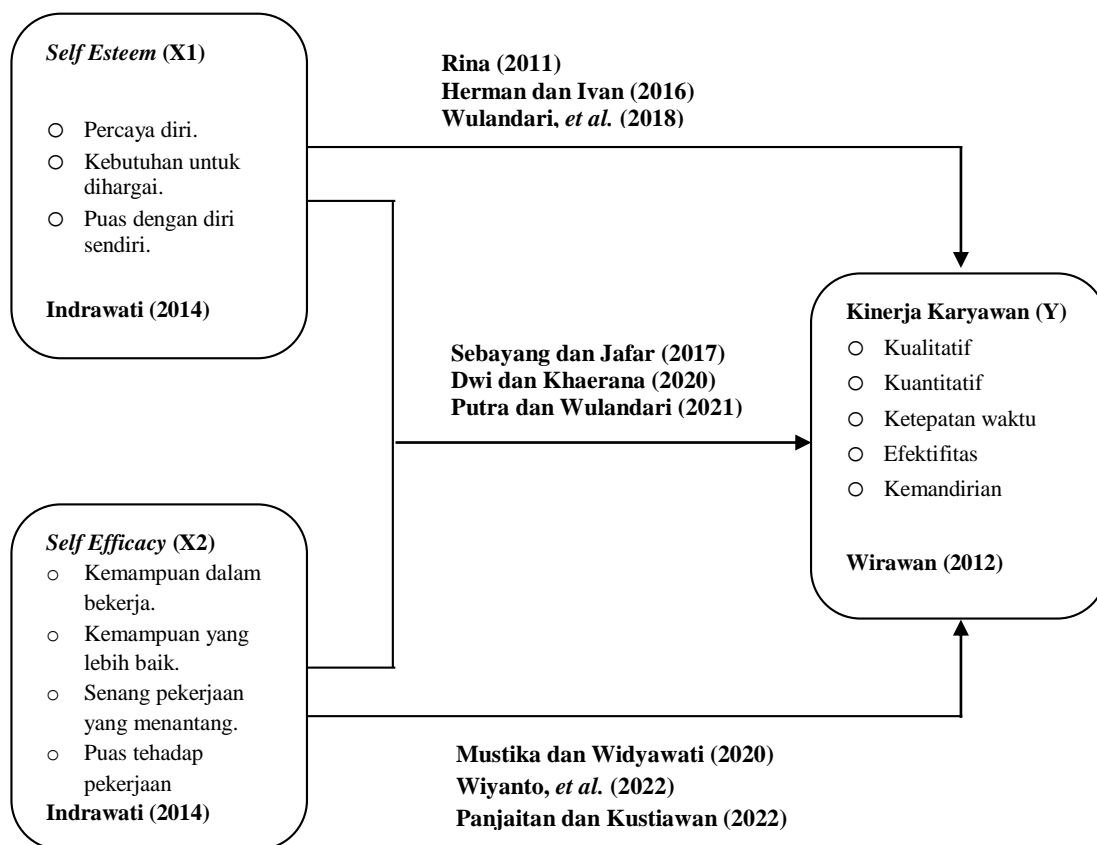 Self Esteem (X1)
○ Percaya diri.
○ Kebutuhan untuk
dihargai.
○ Puas dengan diri
sendiri.
Indrawati (2014)
Rina (2011)
Herman dan Ivan (2016)
Wulandari, et al. (2018)
Sebayang dan Jafar (2017)
Dwi dan Khaerana (2020)
Putra dan Wulandari (2021)
Kinerja Karyawan (Y)
○ Kualitatif
○ Kuantitatif
○ Ketepatan waktu
○ Efektifitas
○ Kemandirian
Wirawan (2012)
Self Efficacy (X2)
○ Kemampuan dalam
bekerja.
○ Kemampuan yang
lebih baik.
○ Senang pekerjaan
yang menantang.
○ Puas tehadap
pekerjaan
Indrawati (2014)
Mustika dan Widyawati (2020)
Wiyanto, et al. (2022)
Panjaitan dan Kustiawan (2022)